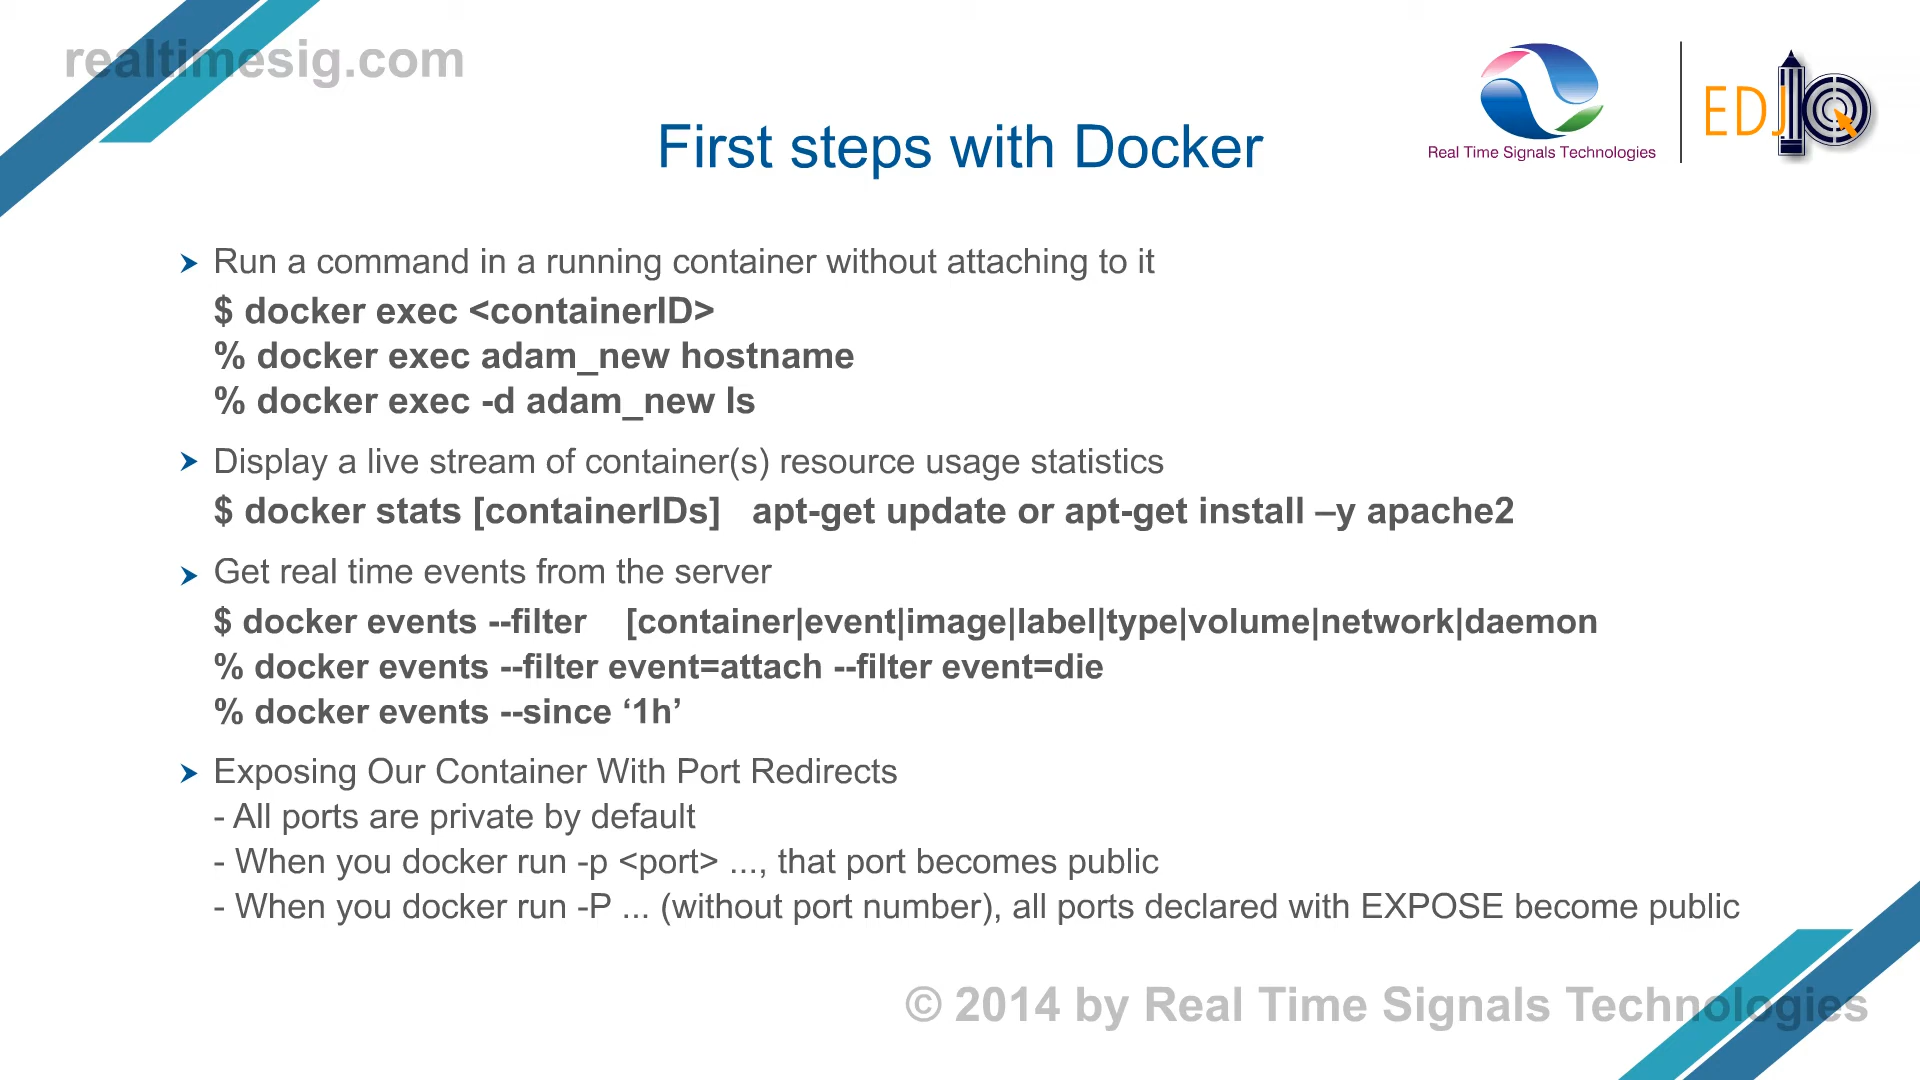 realtimesig.com
Real Time Signals Technologies
EDJ
First steps with Docker
➤ Run a command in a running container without attaching to it
$ docker exec <containerID>
% docker exec adam_new hostname
% docker exec -d adam_new ls
➤ Display a live stream of container(s) resource usage statistics
$ docker stats [containerIDs]   apt-get update or apt-get install –y apache2
➤ Get real time events from the server
$ docker events --filter    [container|event|image|label|type|volume|network|daemon
% docker events --filter event=attach --filter event=die
% docker events --since ‘1h’
➤ Exposing Our Container With Port Redirects
- All ports are private by default
- When you docker run -p <port> ..., that port becomes public
- When you docker run -P ... (without port number), all ports declared with EXPOSE become public
© 2014 by Real Time Signals Technologies